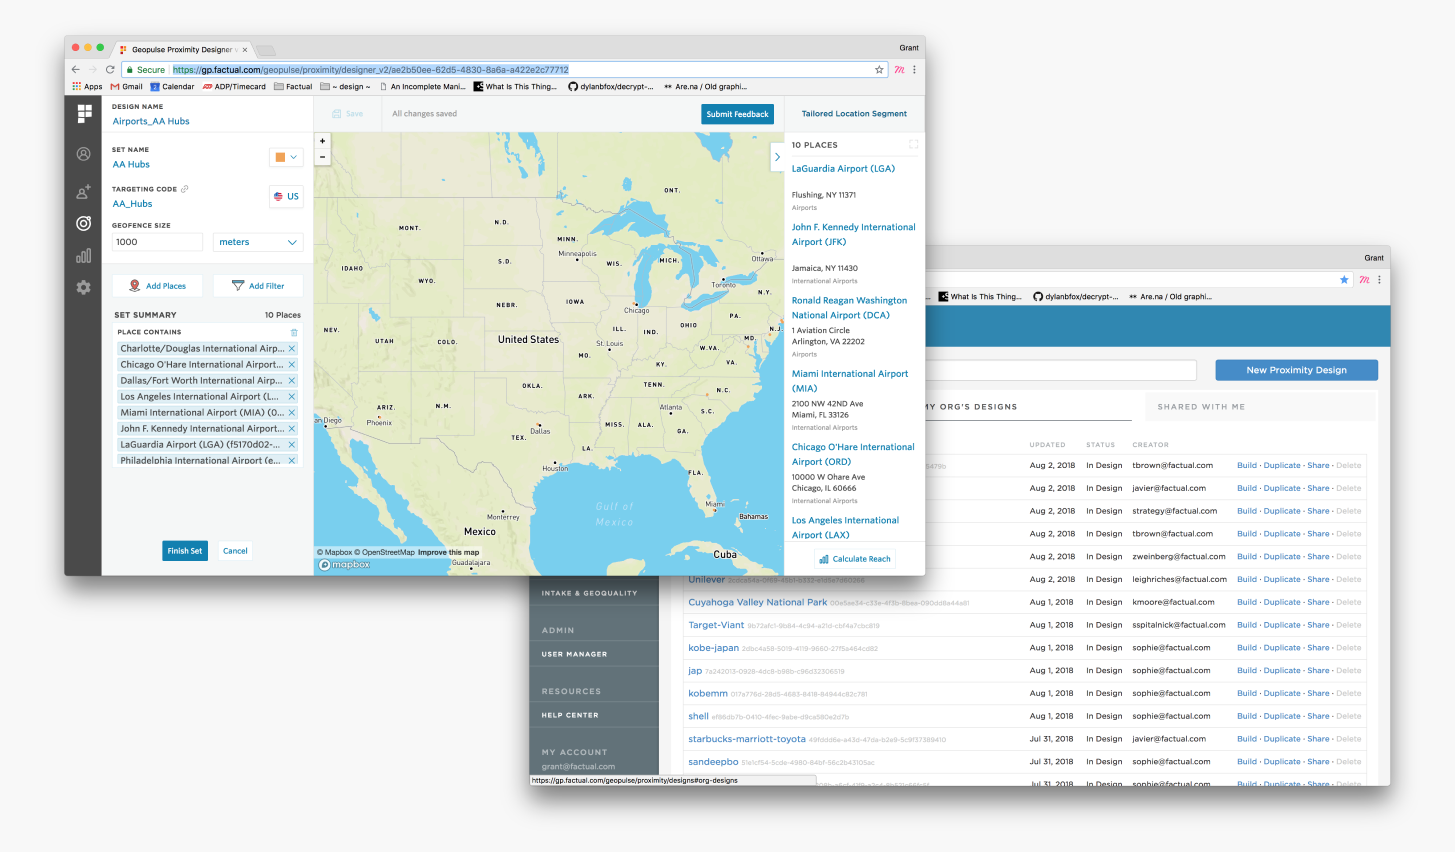 Geopulse Proximity Designer v
Grant
Secure
https://gp.factual.com/geopulse/proximity/designer_v2/ae2b50ee-62d5-4830-8a6a-a422e2c77712
Apps
Gmail
Calendar
ADP/Timecard
Factual
~ design ~
An Incomplete Mani...
What Is This Thing...
dylanbfox/decrypt-...
Are.na / Old graphi...
DESIGN NAME
Airports_AA Hubs
SET NAME
AA Hubs
TARGETING CODE
AA_Hubs
US
GEOFENCE SIZE
1000
meters
Add Places
Add Filter
SET SUMMARY
10 Places
PLACE CONTAINS
Charlotte/Douglas International Airp...
Chicago O'Hare International Airport...
Dallas/Fort Worth International Airp...
Los Angeles International Airport (L...
Miami International Airport (MIA) (0...
John F. Kennedy International Airport...
LaGuardia Airport (LGA) (f5170d02-...
Philadelphia International Airport (e...
Finish Set
Cancel
Save
All changes saved
Submit Feedback
+
−
ONT.
MONT.
N.D.
MINN.
Minneapolis
Ottawa
S.D.
WIS.
MICH.
IDAHO
WYO.
Toronto
N.Y.
NEBR.
IOWA
Chicago
PA.
NEV.
UTAH
COLO.
United States
ILL.
IND.
OHIO
N.J.
MD.
St. Louis
MO.
W.VA.
KY.
VA.
OKLA.
TENN.
N.C.
ARIZ.
N.M.
ARK.
Atlanta
S.C.
an Diego
Phoenix
Dallas
MISS.
ALA.
GA.
TEX.
LA.
Houston
FLA.
Gulf of
Mexico
Miami
Bahamas
Monterrey
Mexico
Cuba
Guadalajara
© Mapbox © OpenStreetMap Improve this map
mapbox
Tailored Location Segment
10 PLACES
LaGuardia Airport (LGA)
Flushing, NY 11371
Airports
John F. Kennedy International
Airport (JFK)
Jamaica, NY 11430
International Airports
Ronald Reagan Washington
National Airport (DCA)
1 Aviation Circle
Arlington, VA 22202
Airports
Miami International Airport
(MIA)
2100 NW 42ND Ave
Miami, FL 33126
International Airports
Chicago O'Hare International
Airport (ORD)
10000 W Ohare Ave
Chicago, IL 60666
International Airports
Los Angeles International
Airport (LAX)
Calculate Reach
Grant
What Is This Thing...
dylanbfox/decrypt-...
Are.na / Old graphi...
New Proximity Design
MY ORG'S DESIGNS
SHARED WITH ME
UPDATED STATUS CREATOR
Aug 2, 2018 In Design tbrown@factual.com Build · Duplicate · Share · Delete
Aug 2, 2018 In Design javier@factual.com Build · Duplicate · Share · Delete
Aug 2, 2018 In Design strategy@factual.com Build · Duplicate · Share · Delete
Aug 2, 2018 In Design tbrown@factual.com Build · Duplicate · Share · Delete
Aug 2, 2018 In Design zweinberg@factual.com Build · Duplicate · Share · Delete
Unilever Aug 2, 2018 In Design leighriches@factual.com Build · Duplicate · Share · Delete
Cuyahoga Valley National Park Aug 1, 2018 In Design kmoore@factual.com Build · Duplicate · Share · Delete
Target-Viant Aug 1, 2018 In Design sspitalnick@factual.com Build · Duplicate · Share · Delete
kobe-japan Aug 1, 2018 In Design sophie@factual.com Build · Duplicate · Share · Delete
jap Aug 1, 2018 In Design sophie@factual.com Build · Duplicate · Share · Delete
kobemm Aug 1, 2018 In Design sophie@factual.com Build · Duplicate · Share · Delete
shell Aug 1, 2018 In Design sophie@factual.com Build · Duplicate · Share · Delete
starbucks-marriott-toyota Jul 31, 2018 In Design javier@factual.com Build · Duplicate · Share · Delete
sandeepbo Jul 31, 2018 In Design sophie@factual.com Build · Duplicate · Share · Delete
Jul 31, 2018 In Design sophie@factual.com Build · Duplicate · Share · Delete
INTAKE & GEOQUALITY
ADMIN
USER MANAGER
RESOURCES
HELP CENTER
MY ACCOUNT
grant@factual.com
https://gp.factual.com/geopulse/proximity/designs#org-designs